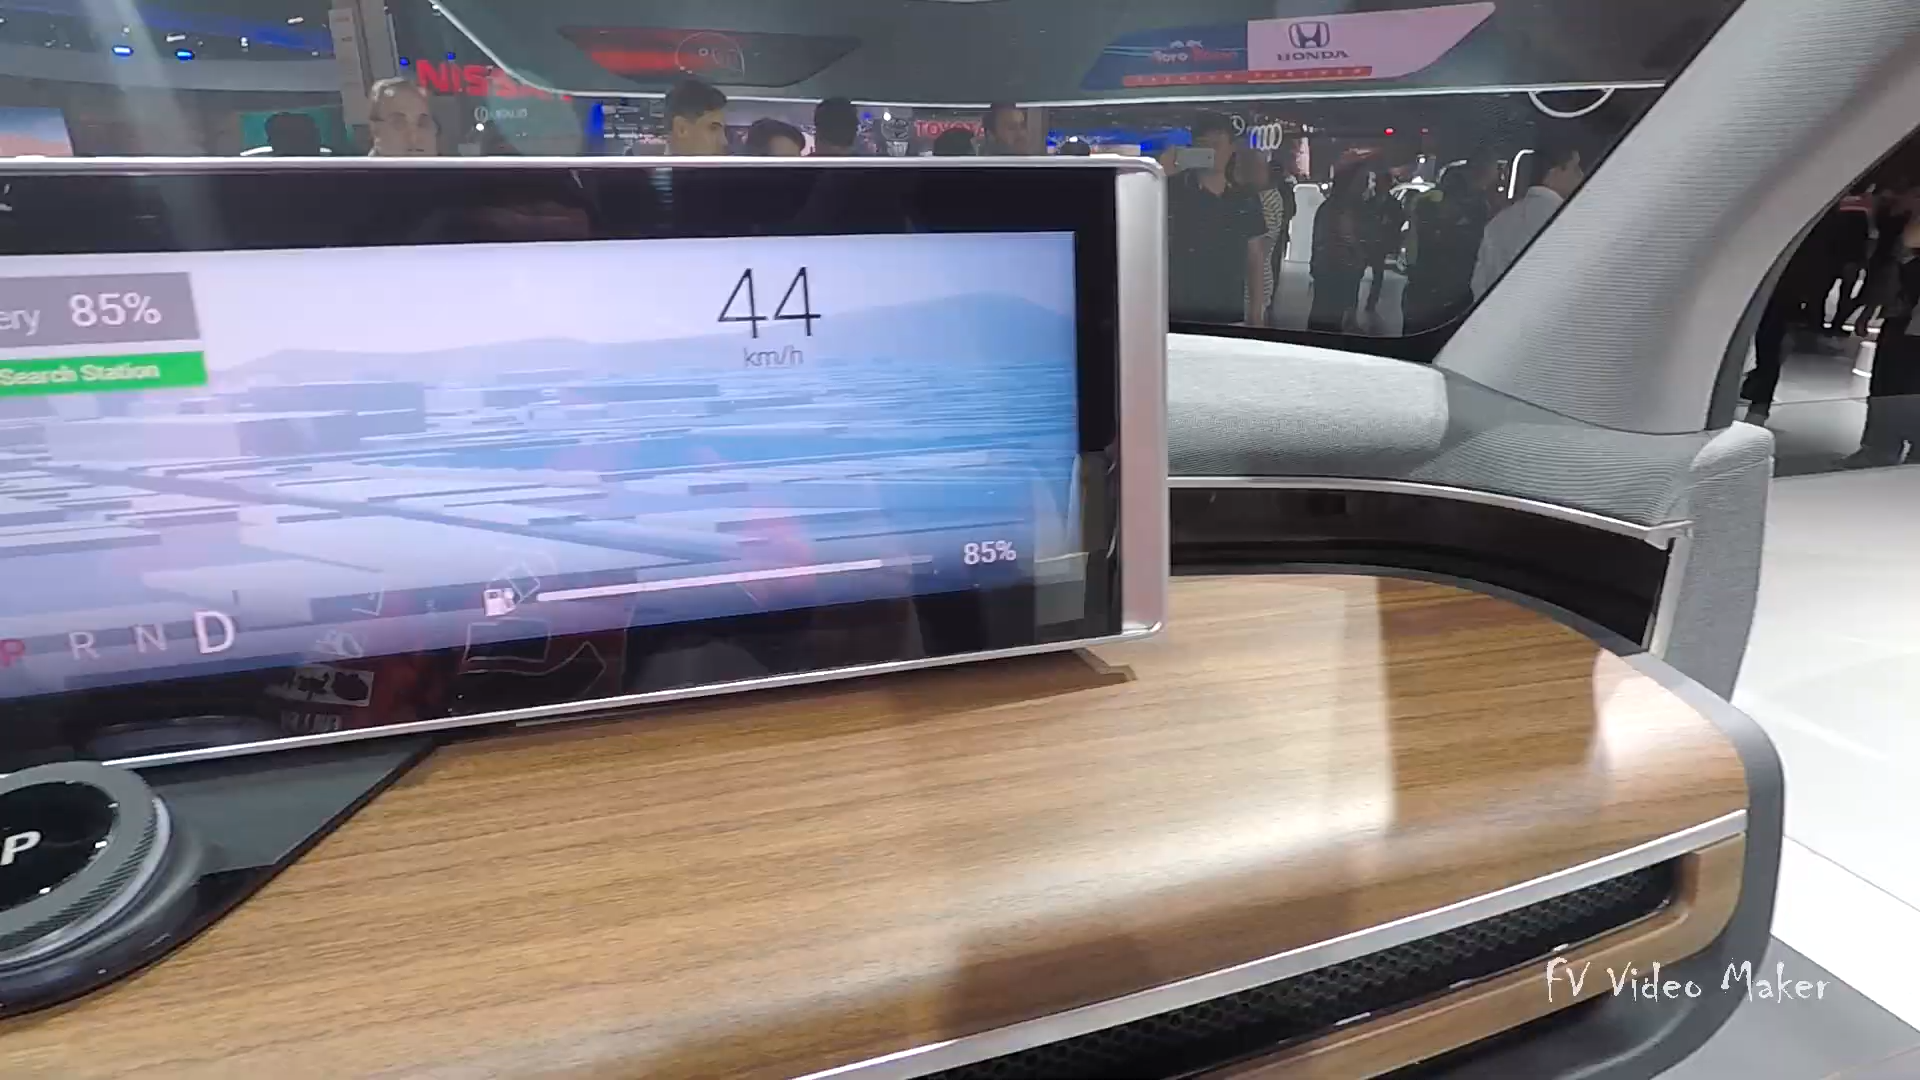 NISSAN
HONDA
TOYOTA
ery 85%
Search Station
44
km/h
85%
P R N D
P
FV Video Maker